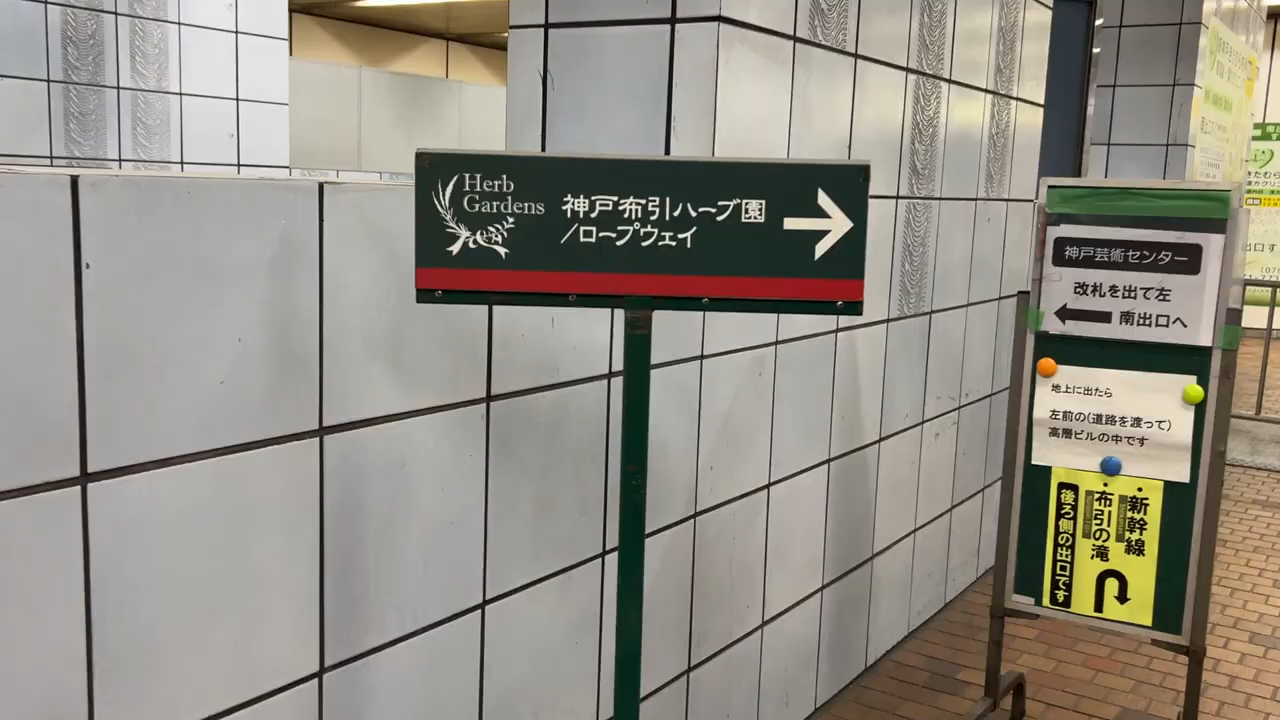 Herb
Gardens
神戸布引ハーブ園
/ロープウェイ
神戸芸術センター
改札を出て左
南出口へ
地上に出たら
左前の(道路を渡って)
高層ビルの中です
・新幹線
・布引の滝
後ろ側の出口です